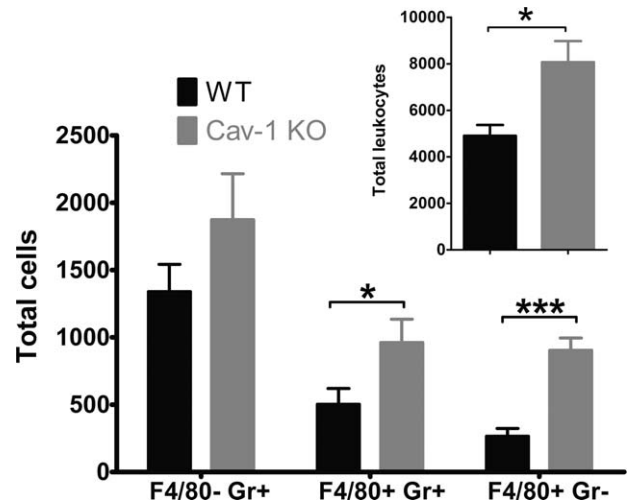 *
10000
8000
6000
4000
2000
0
Total leukocytes
WT
Cav-1 KO
2500
2000
1500
1000
500
0
Total cells
*
***
F4/80- Gr+
F4/80+ Gr+
F4/80+ Gr-